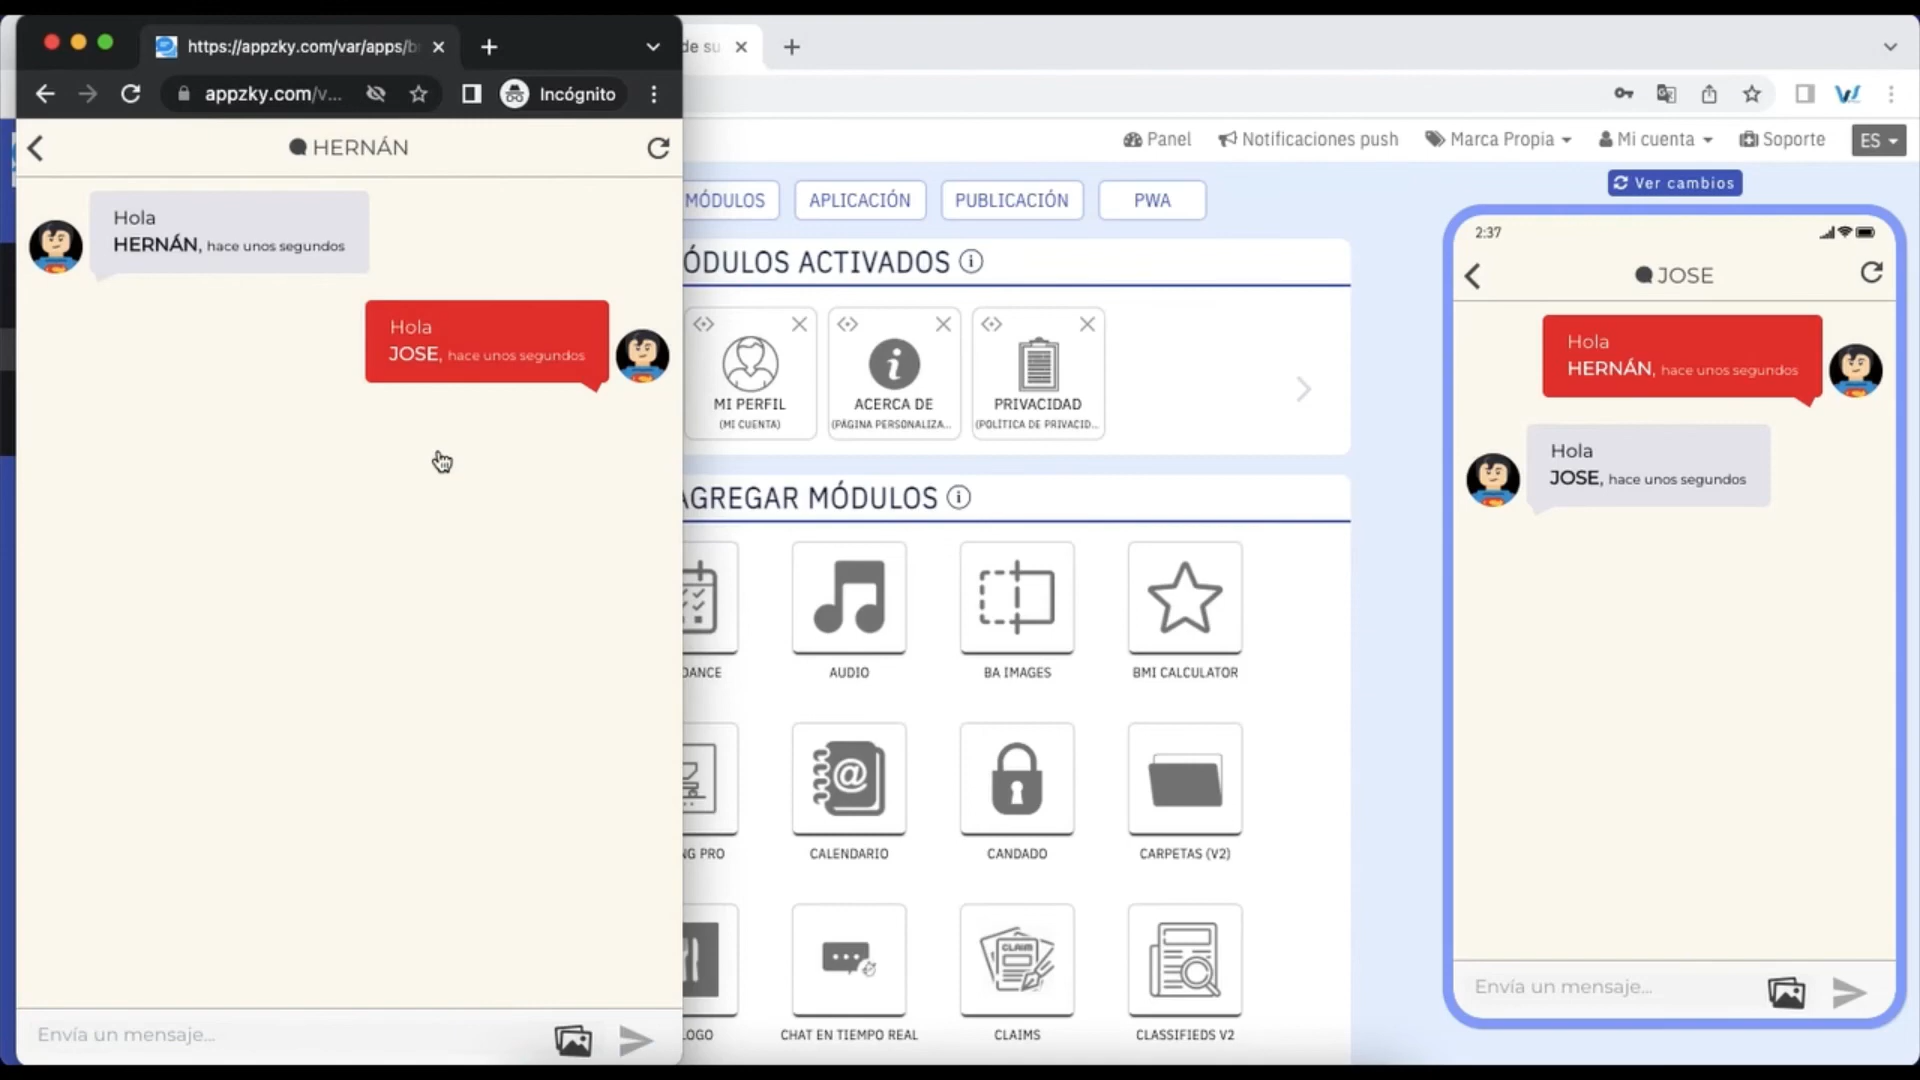 https://appzky.com/var/apps/b
de su
appzky.com/v...
Incógnito
HERNÁN
Hola
HERNÁN, hace unos segundos
Hola
JOSE, hace unos segundos
Envía un mensaje...
Panel
Notificaciones push
Marca Propia
Mi cuenta
Soporte
ES
MÓDULOS
APLICACIÓN
PUBLICACIÓN
PWA
Ver cambios
ÓDULOS ACTIVADOS
MI PERFIL
(MI CUENTA)
ACERCA DE
(PÁGINA PERSONALIZA...
PRIVACIDAD
(POLÍTICA DE PRIVACID...
AGREGAR MÓDULOS
DANCE
AUDIO
BA IMAGES
BMI CALCULATOR
NG PRO
CALENDARIO
CANDADO
CARPETAS (V2)
OGO
CHAT EN TIEMPO REAL
CLAIM
CLAIMS
CLASSIFIEDS V2
2:37
JOSE
Hola
HERNÁN, hace unos segundos
Hola
JOSE, hace unos segundos
Envía un mensaje...